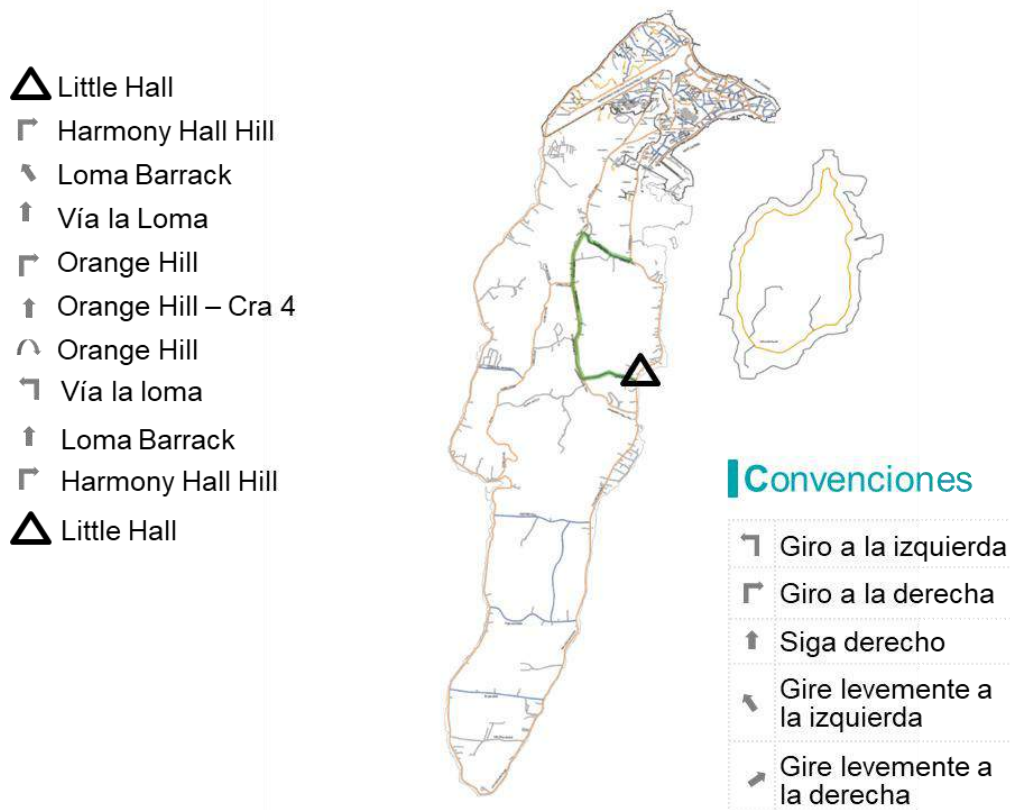 Little Hall
Harmony Hall Hill
Loma Barrack
Vía la Loma
Orange Hill
Orange Hill – Cra 4
Orange Hill
Vía la loma
Loma Barrack
Harmony Hall Hill
Little Hall
Convenciones
Giro a la izquierda
Giro a la derecha
Siga derecho
Gire levemente a
la izquierda
Gire levemente a
la derecha